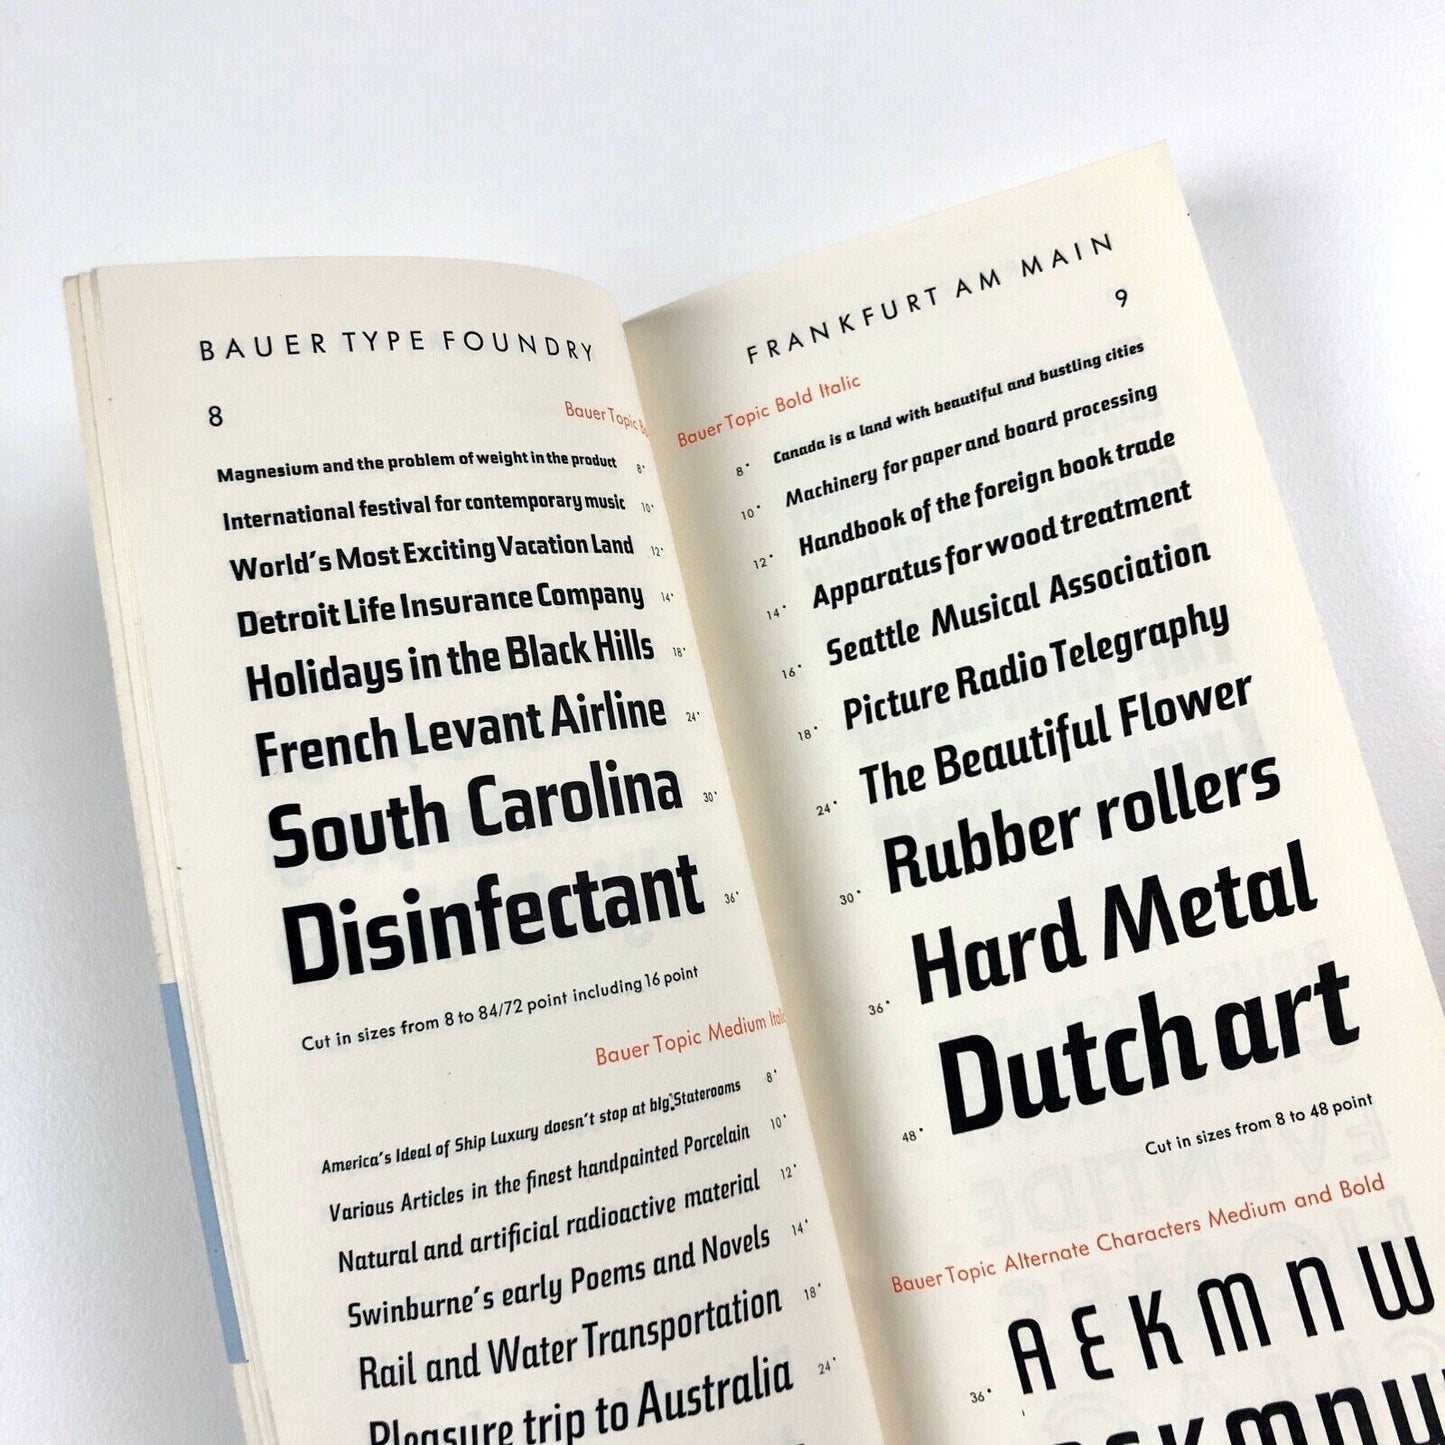 BAUER TYPE FOUNDRY
8
Bauer Topic
Magnesium and the problem of weight in the product 8•
International festival for contemporary music 10•
World's Most Exciting Vacation Land 12•
Detroit Life Insurance Company 14•
Holidays in the Black Hills 18•
French Levant Airline 24•
South Carolina 30•
Disinfectant 36•
Cut in sizes from 8 to 84/72 point including 16 point
Bauer Topic Medium Italic
America's Ideal of Ship Luxury doesn't stop at big Staterooms 8•
Various Articles in the finest handpainted Porcelain 10•
Natural and artificial radioactive material 12•
Swinburne's early Poems and Novels 14•
Rail and Water Transportation 18•
Pleasure trip to Australia 24•
FRANKFURT AM MAIN
9
Bauer Topic Bold Italic
8• Canada is a land with beautiful and bustling cities
10• Machinery for paper and board processing
12• Handbook of the foreign book trade
14• Apparatus for wood treatment
16• Seattle Musical Association
18• Picture Radio Telegraphy
24• The Beautiful Flower
30• Rubber rollers
36• Hard Metal
48• Dutch art
Cut in sizes from 8 to 48 point
Bauer Topic Alternate Characters Medium and Bold
36• A E K M N W